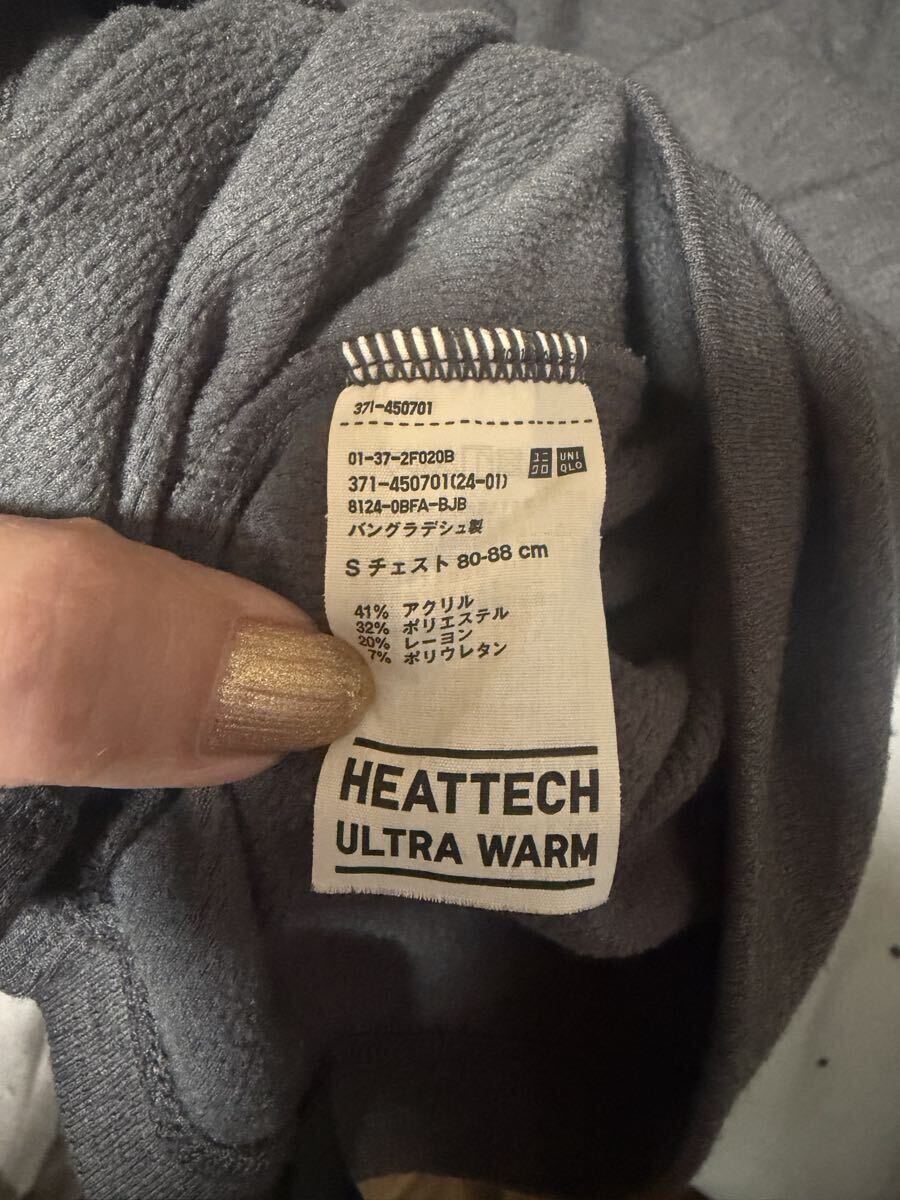 371-450701
01-37-2F020B
ユニ
クロ
UNI
QLO
371-450701(24-01)
8124-0BFA-BJB
バングラデシュ製
S チェスト 80-88 cm
41% アクリル
32% ポリエステル
20% レーヨン
7% ポリウレタン
HEATTECH
ULTRA WARM